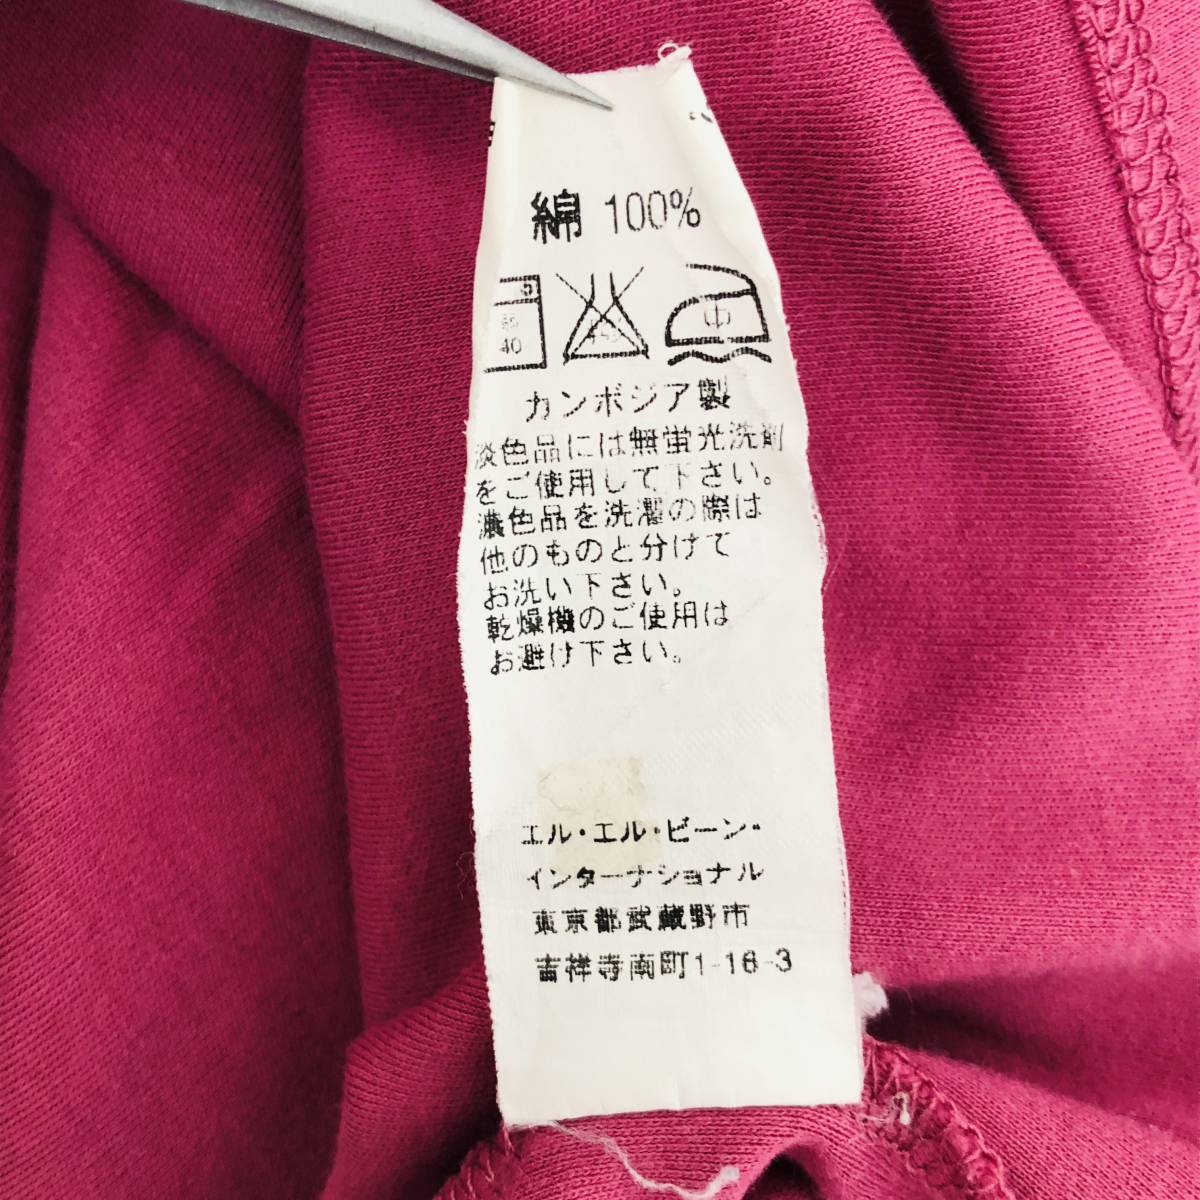 綿 100%
40
中
カンボジア製
淡色品には無蛍光洗剤
をご使用して下さい。
濃色品を洗濯の際は
他のものと分けて
お洗い下さい。
乾燥機のご使用は
お避け下さい。
エル・エル・ビーン・
インターナショナル
東京都武蔵野市
吉祥寺南町1-16-3